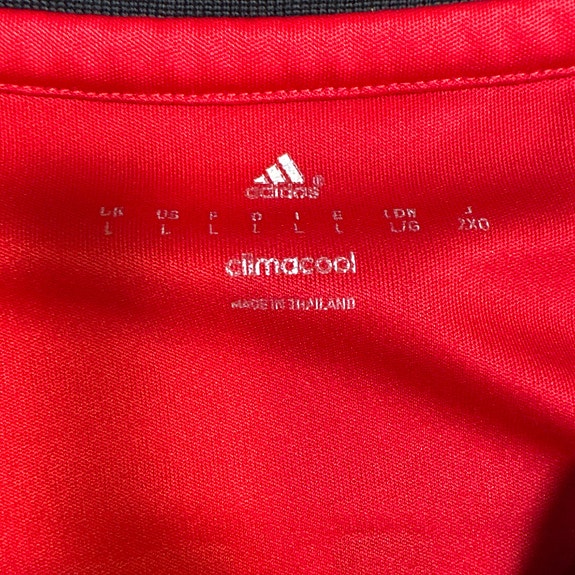 adidas®
UK US F D I E CDN J
L L L L L L L/G 2XO
climacool
MADE IN THAILAND